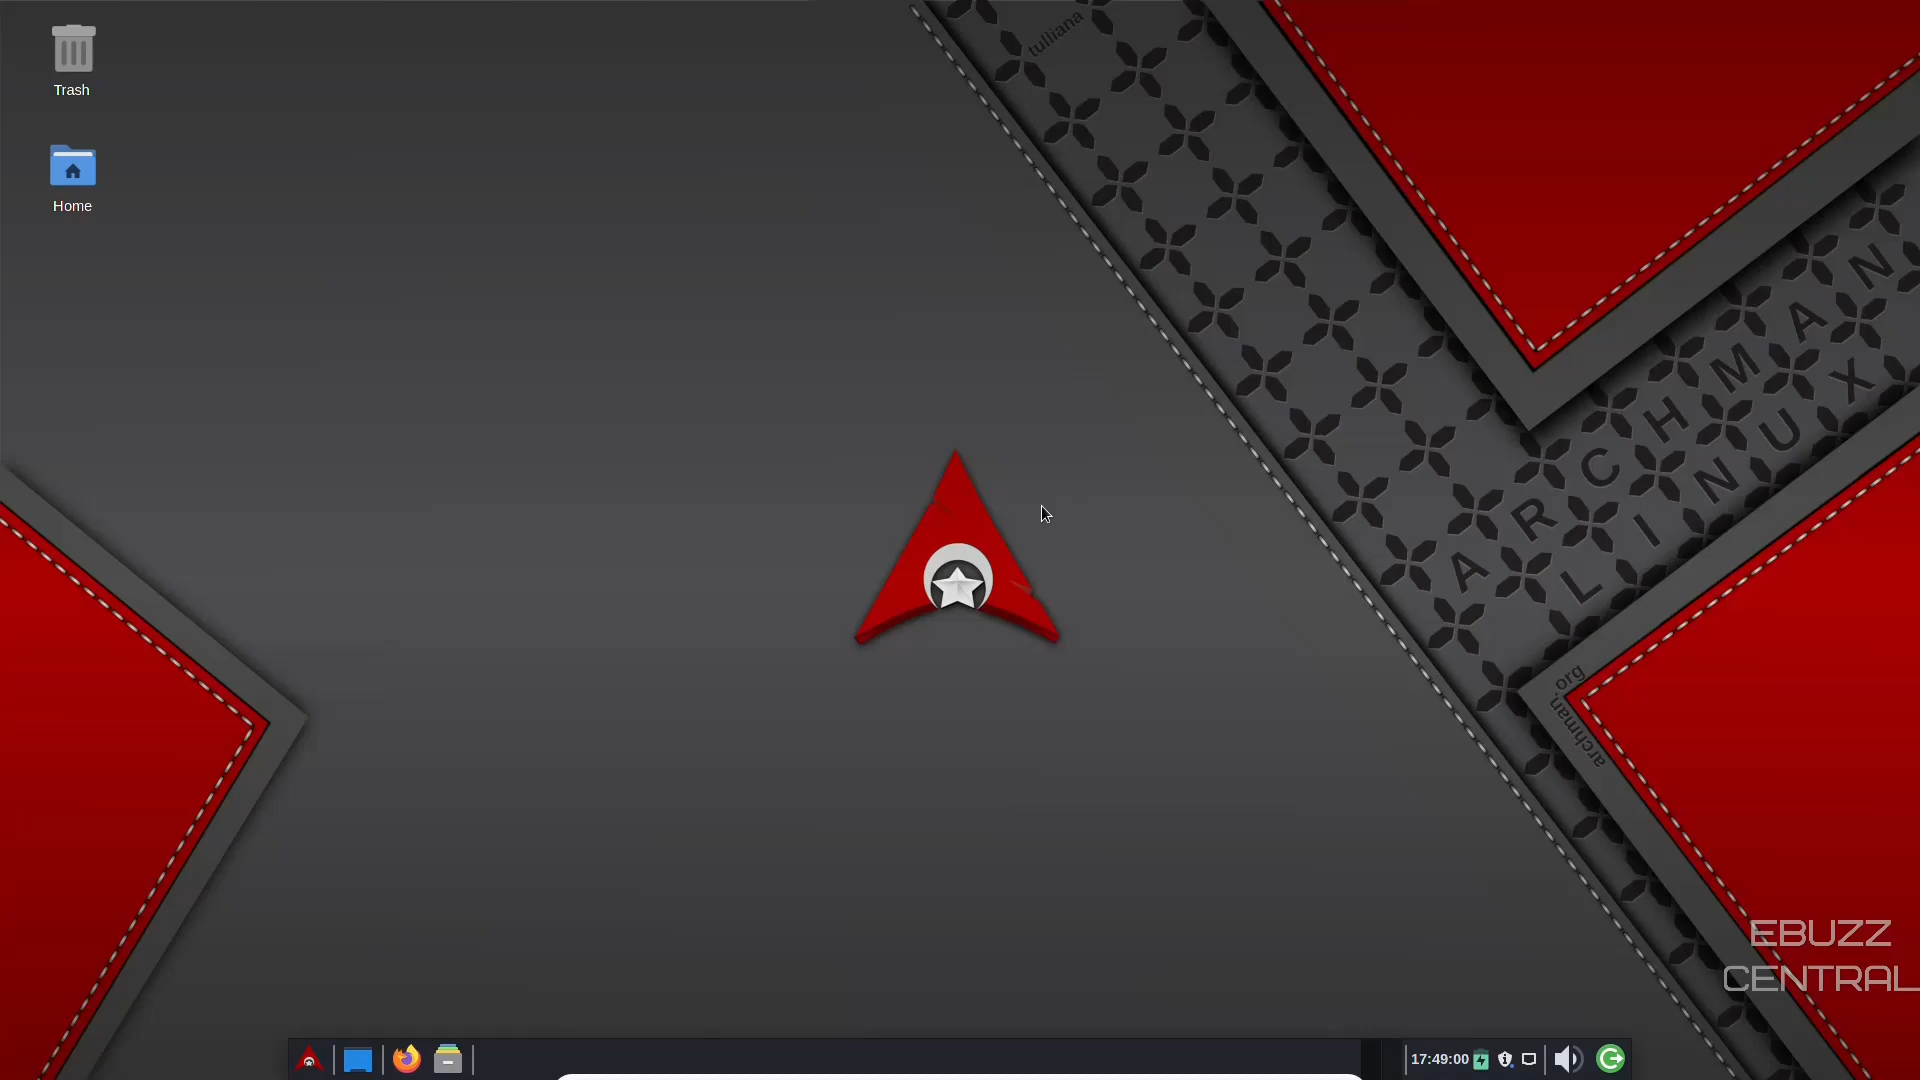 tulliana
Trash
Home
ARCHMAN
LINUX
archman.org
EBUZZ
CENTRAL
17:49:00